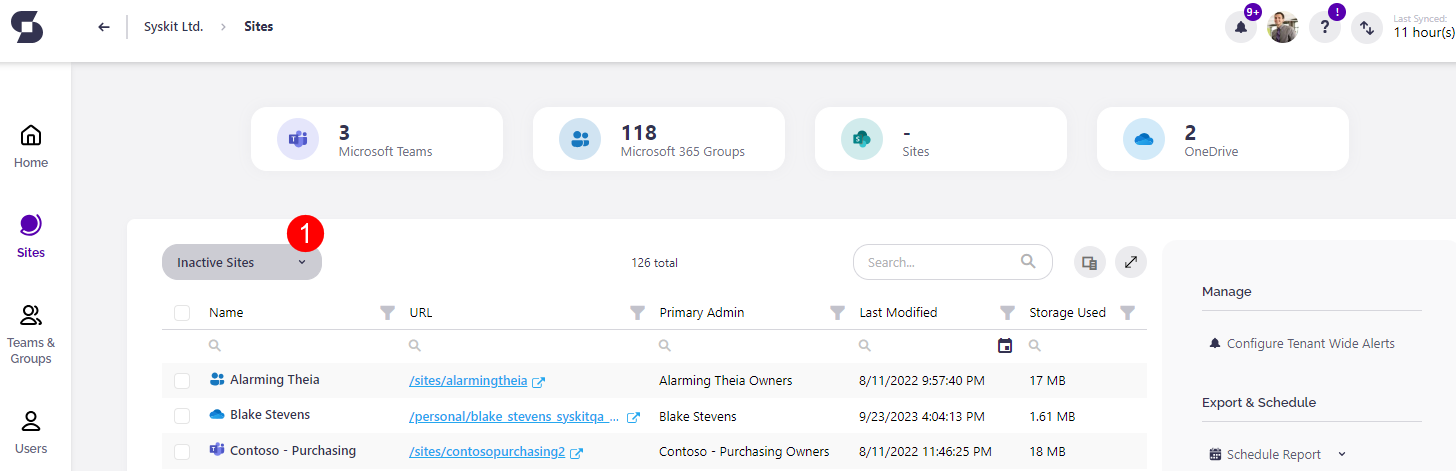 Syskit Ltd. > Sites
9+
!
?
Last Synced:
11 hour(s)
Home
Sites
Teams &
Groups
Users
3
Microsoft Teams
118
Microsoft 365 Groups
-
Sites
2
OneDrive
1
Inactive Sites
126 total
Search...
Name URL Primary Admin Last Modified Storage Used
Alarming Theia /sites/alarmingtheia Alarming Theia Owners 8/11/2022 9:57:40 PM 17 MB
Blake Stevens /personal/blake_stevens_syskitqa_... Blake Stevens 9/23/2023 4:04:13 PM 1.61 MB
Contoso - Purchasing /sites/contosopurchasing2 Contoso - Purchasing Owners 8/11/2022 11:46:25 PM 18 MB
Manage
Configure Tenant Wide Alerts
Export & Schedule
Schedule Report